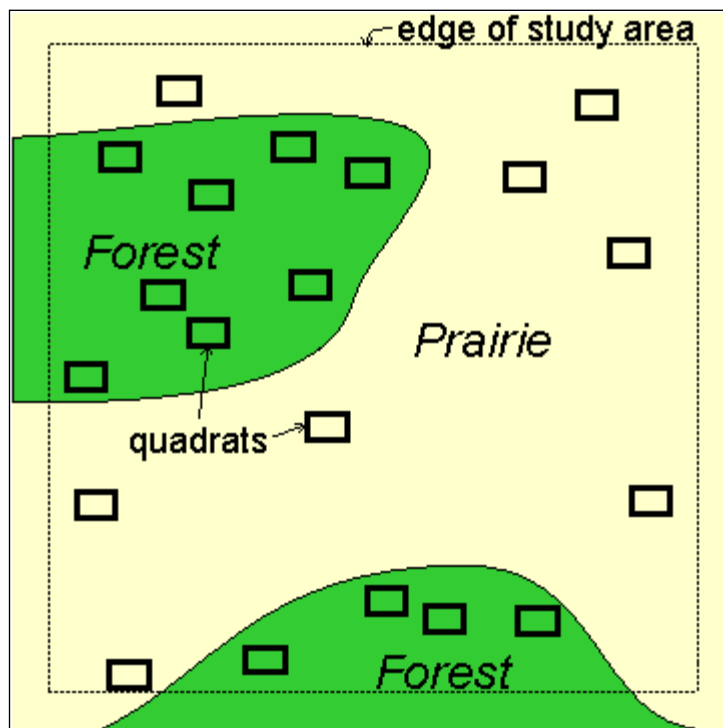 edge of study area
Forest
Prairie
quadrats
Forest